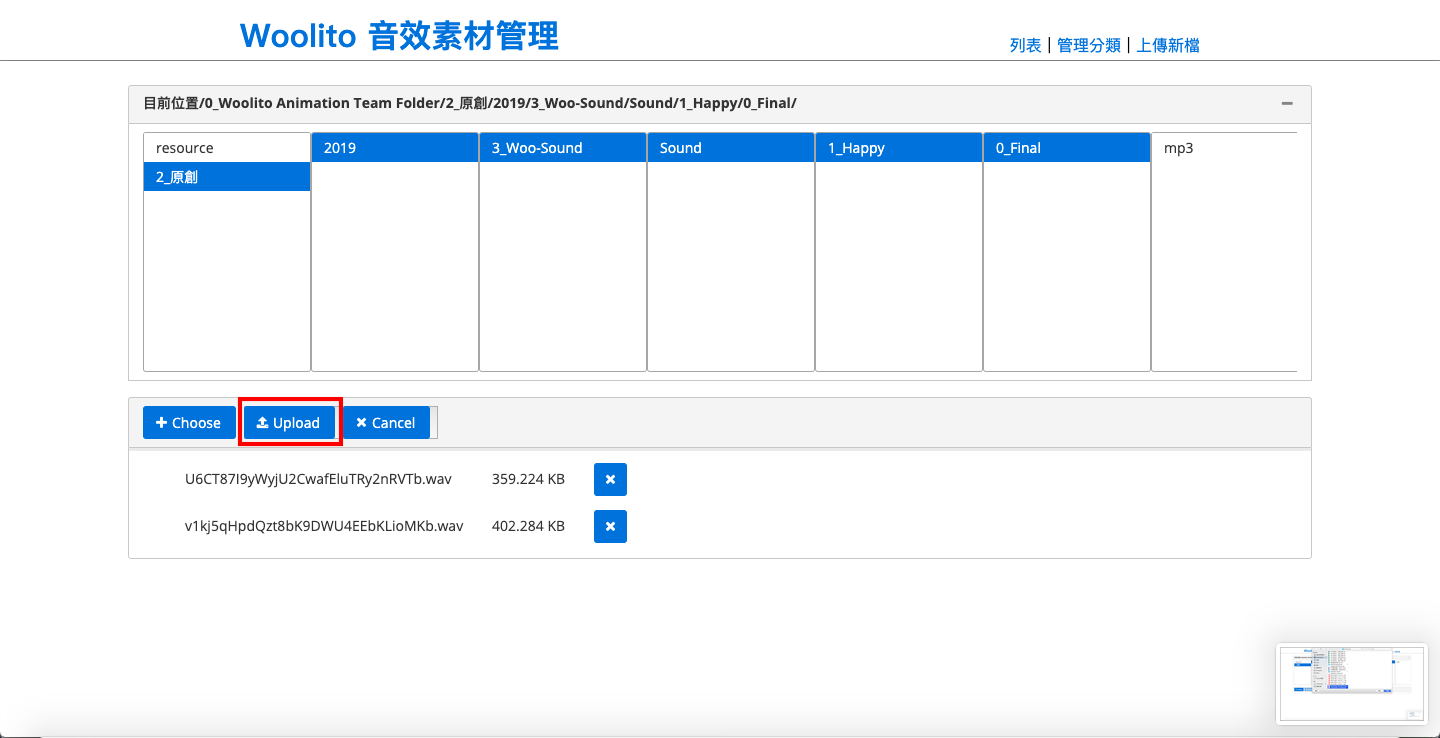 Woolito 音效素材管理
列表 | 管理分類 | 上傳新檔
目前位置/0_Woolito Animation Team Folder/2_原創/2019/3_Woo-Sound/Sound/1_Happy/0_Final/
resource 2019 3_Woo-Sound Sound 1_Happy 0_Final mp3
2_原創
Choose Upload Cancel
U6CT87I9yWyjU2CwafEluTRy2nRVTb.wav 359.224 KB
v1kj5qHpdQzt8bK9DWU4EEbKLioMKb.wav 402.284 KB